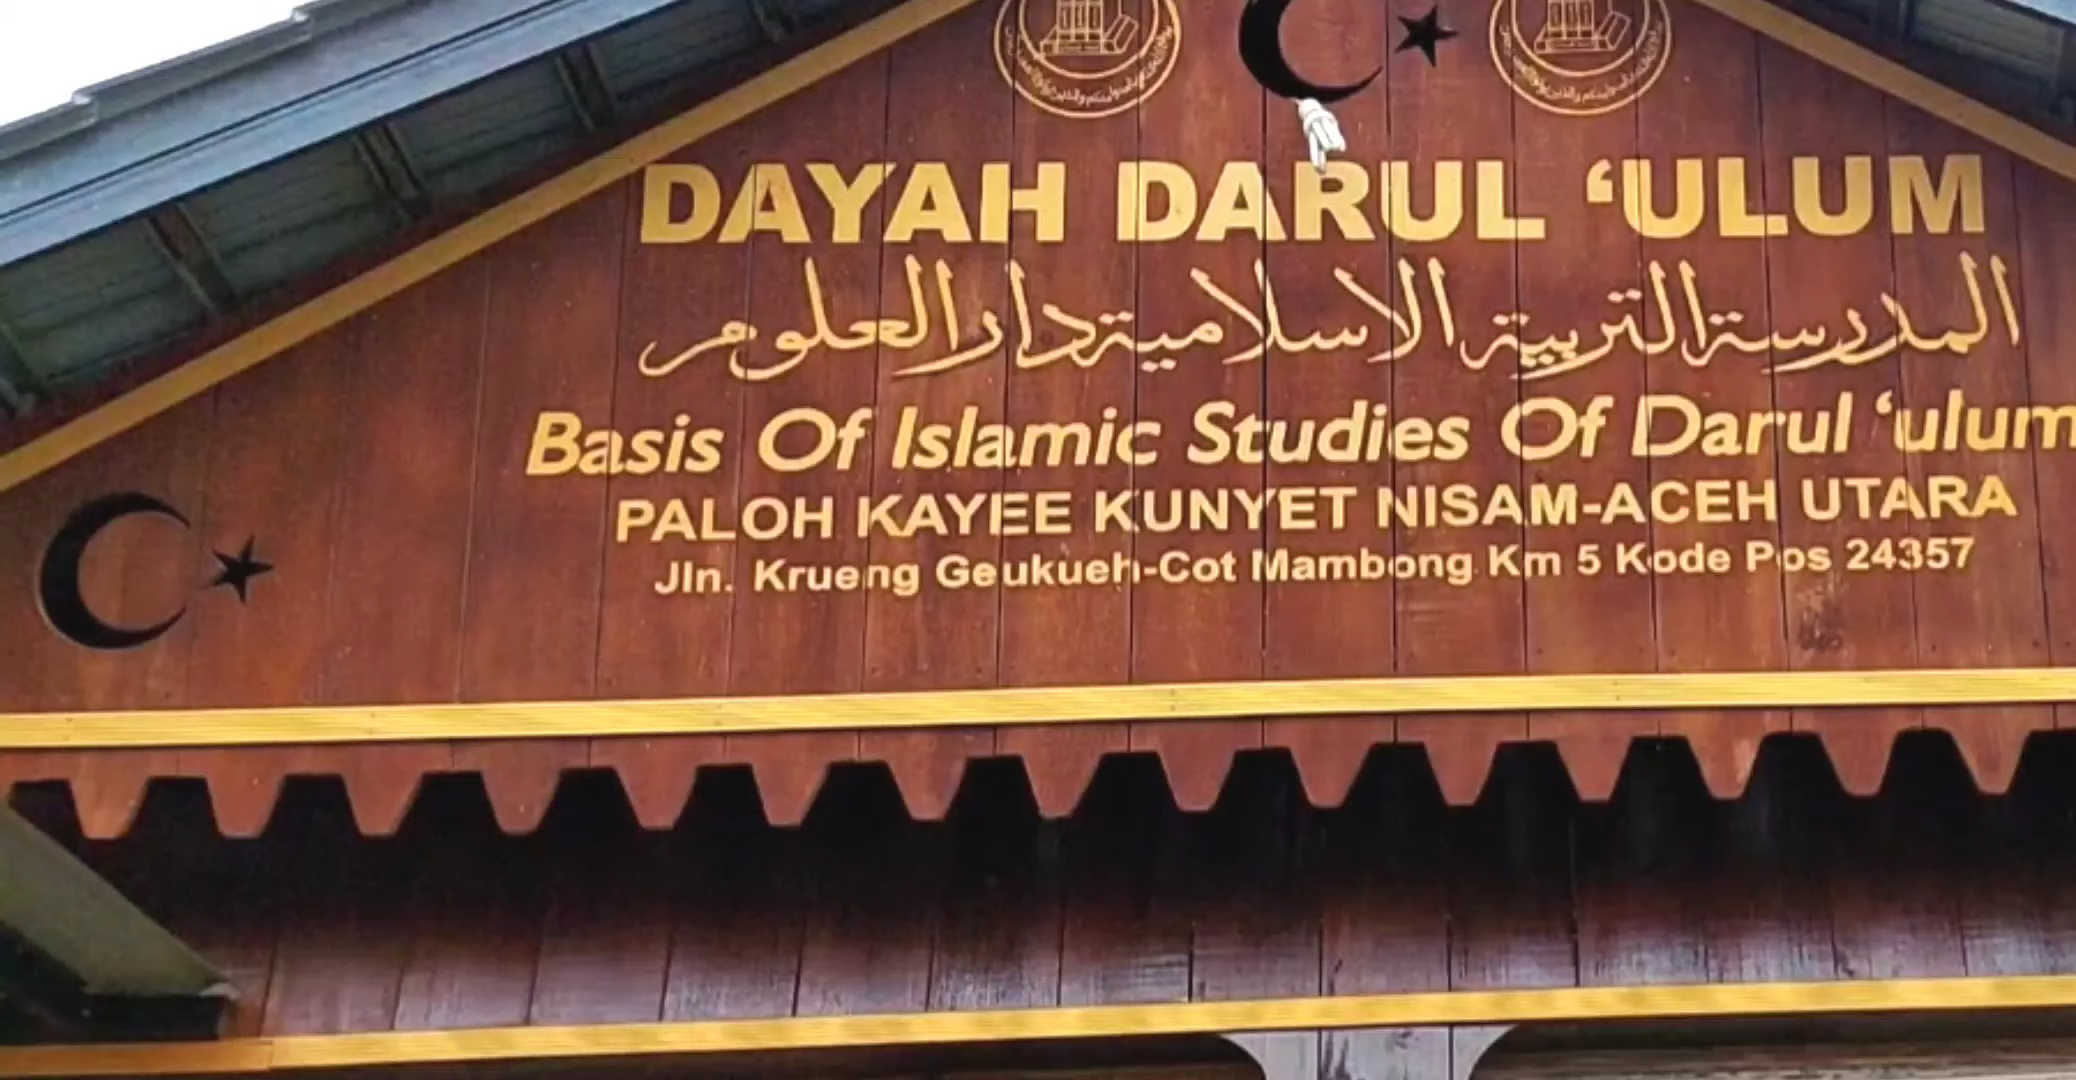 DAYAH DARUL ‘ULUM
المدرسة التربية الاسلامية دار العلوم
Basis Of Islamic Studies Of Darul ‘ulum
PALOH KAYEE KUNYET NISAM-ACEH UTARA
Jln. Krueng Geukueh-Cot Mambong Km 5 Kode Pos 24357